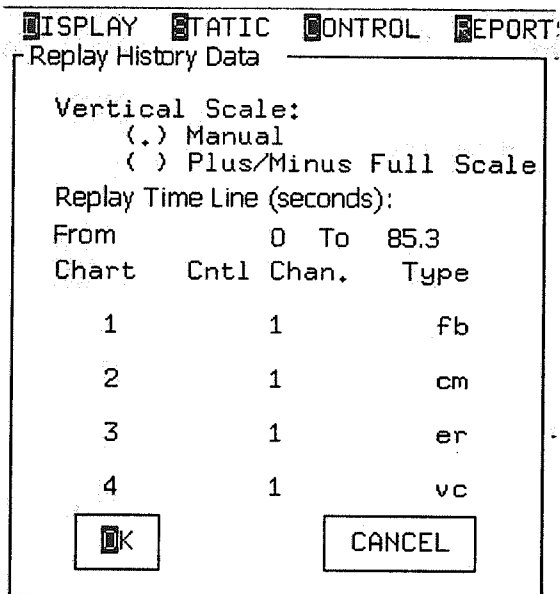 DISPLAY STATIC CONTROL REPORTS
Replay History Data
Vertical Scale:
(.) Manual
( ) Plus/Minus Full Scale
Replay Time Line (seconds):
From 0 To 85.3
Chart Cntl Chan. Type
1 1 fb
2 1 cm
3 1 er
4 1 vc
OK CANCEL